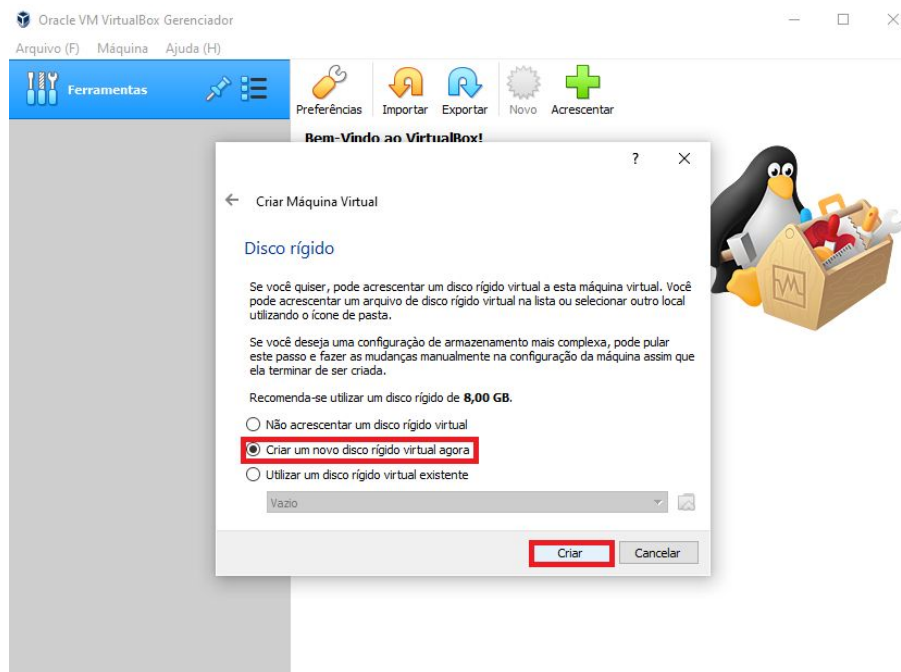 Oracle VM VirtualBox Gerenciador
Arquivo (F) Máquina Ajuda (H)
Ferramentas
Preferências Importar Exportar Novo Acrescentar
Bem-Vindo ao VirtualBox!
?
Criar Máquina Virtual
Disco rígido
Se você quiser, pode acrescentar um disco rígido virtual a esta máquina virtual. Você
pode acrescentar um arquivo de disco rígido virtual na lista ou selecionar outro local
utilizando o ícone de pasta.
Se você deseja uma configuraçào de armazenamento mais complexa, pode pular
este passo e fazer as mudanças manualmente na configuração da máquina assim que
ela terminar de ser criada.
Recomenda-se utilizar um disco rígido de 8,00 GB.
Não acrescentar um disco rígido virtual
Criar um novo disco rígido virtual agora
Utilizar um disco rígido virtual existente
Vazio
Criar Cancelar